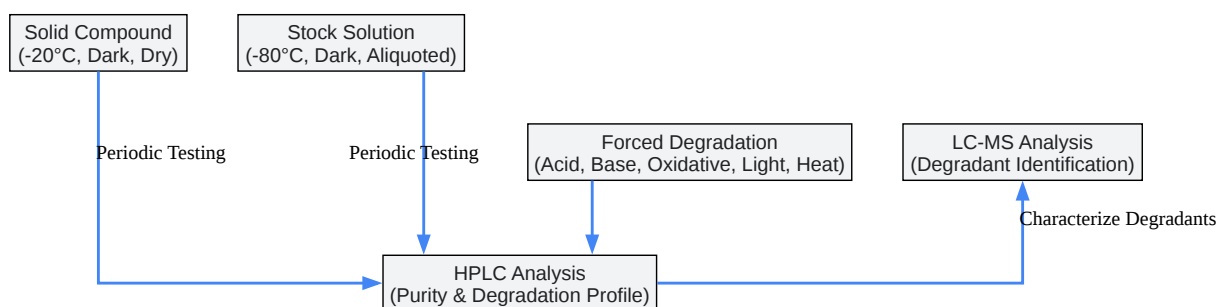 Solid Compound
(-20°C, Dark, Dry)
Stock Solution
(-80°C, Dark, Aliquoted)
Periodic Testing
Periodic Testing
Forced Degradation
(Acid, Base, Oxidative, Light, Heat)
LC-MS Analysis
(Degradant Identification)
Characterize Degradants
HPLC Analysis
(Purity & Degradation Profile)